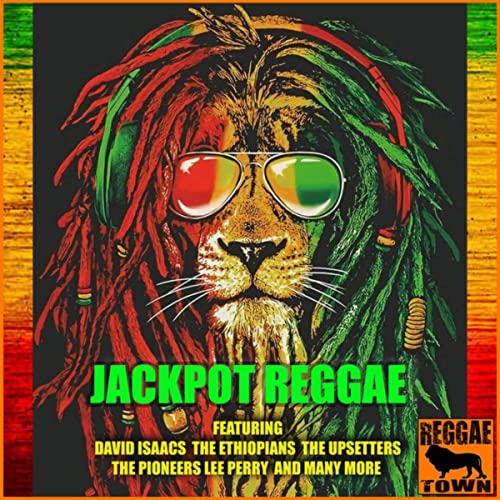 JACKPOT REGGAE
FEATURING
DAVID ISAACS THE ETHIOPIANS THE UPSETTERS
THE PIONEERS LEE PERRY AND MANY MORE
REGGAE
TOWN